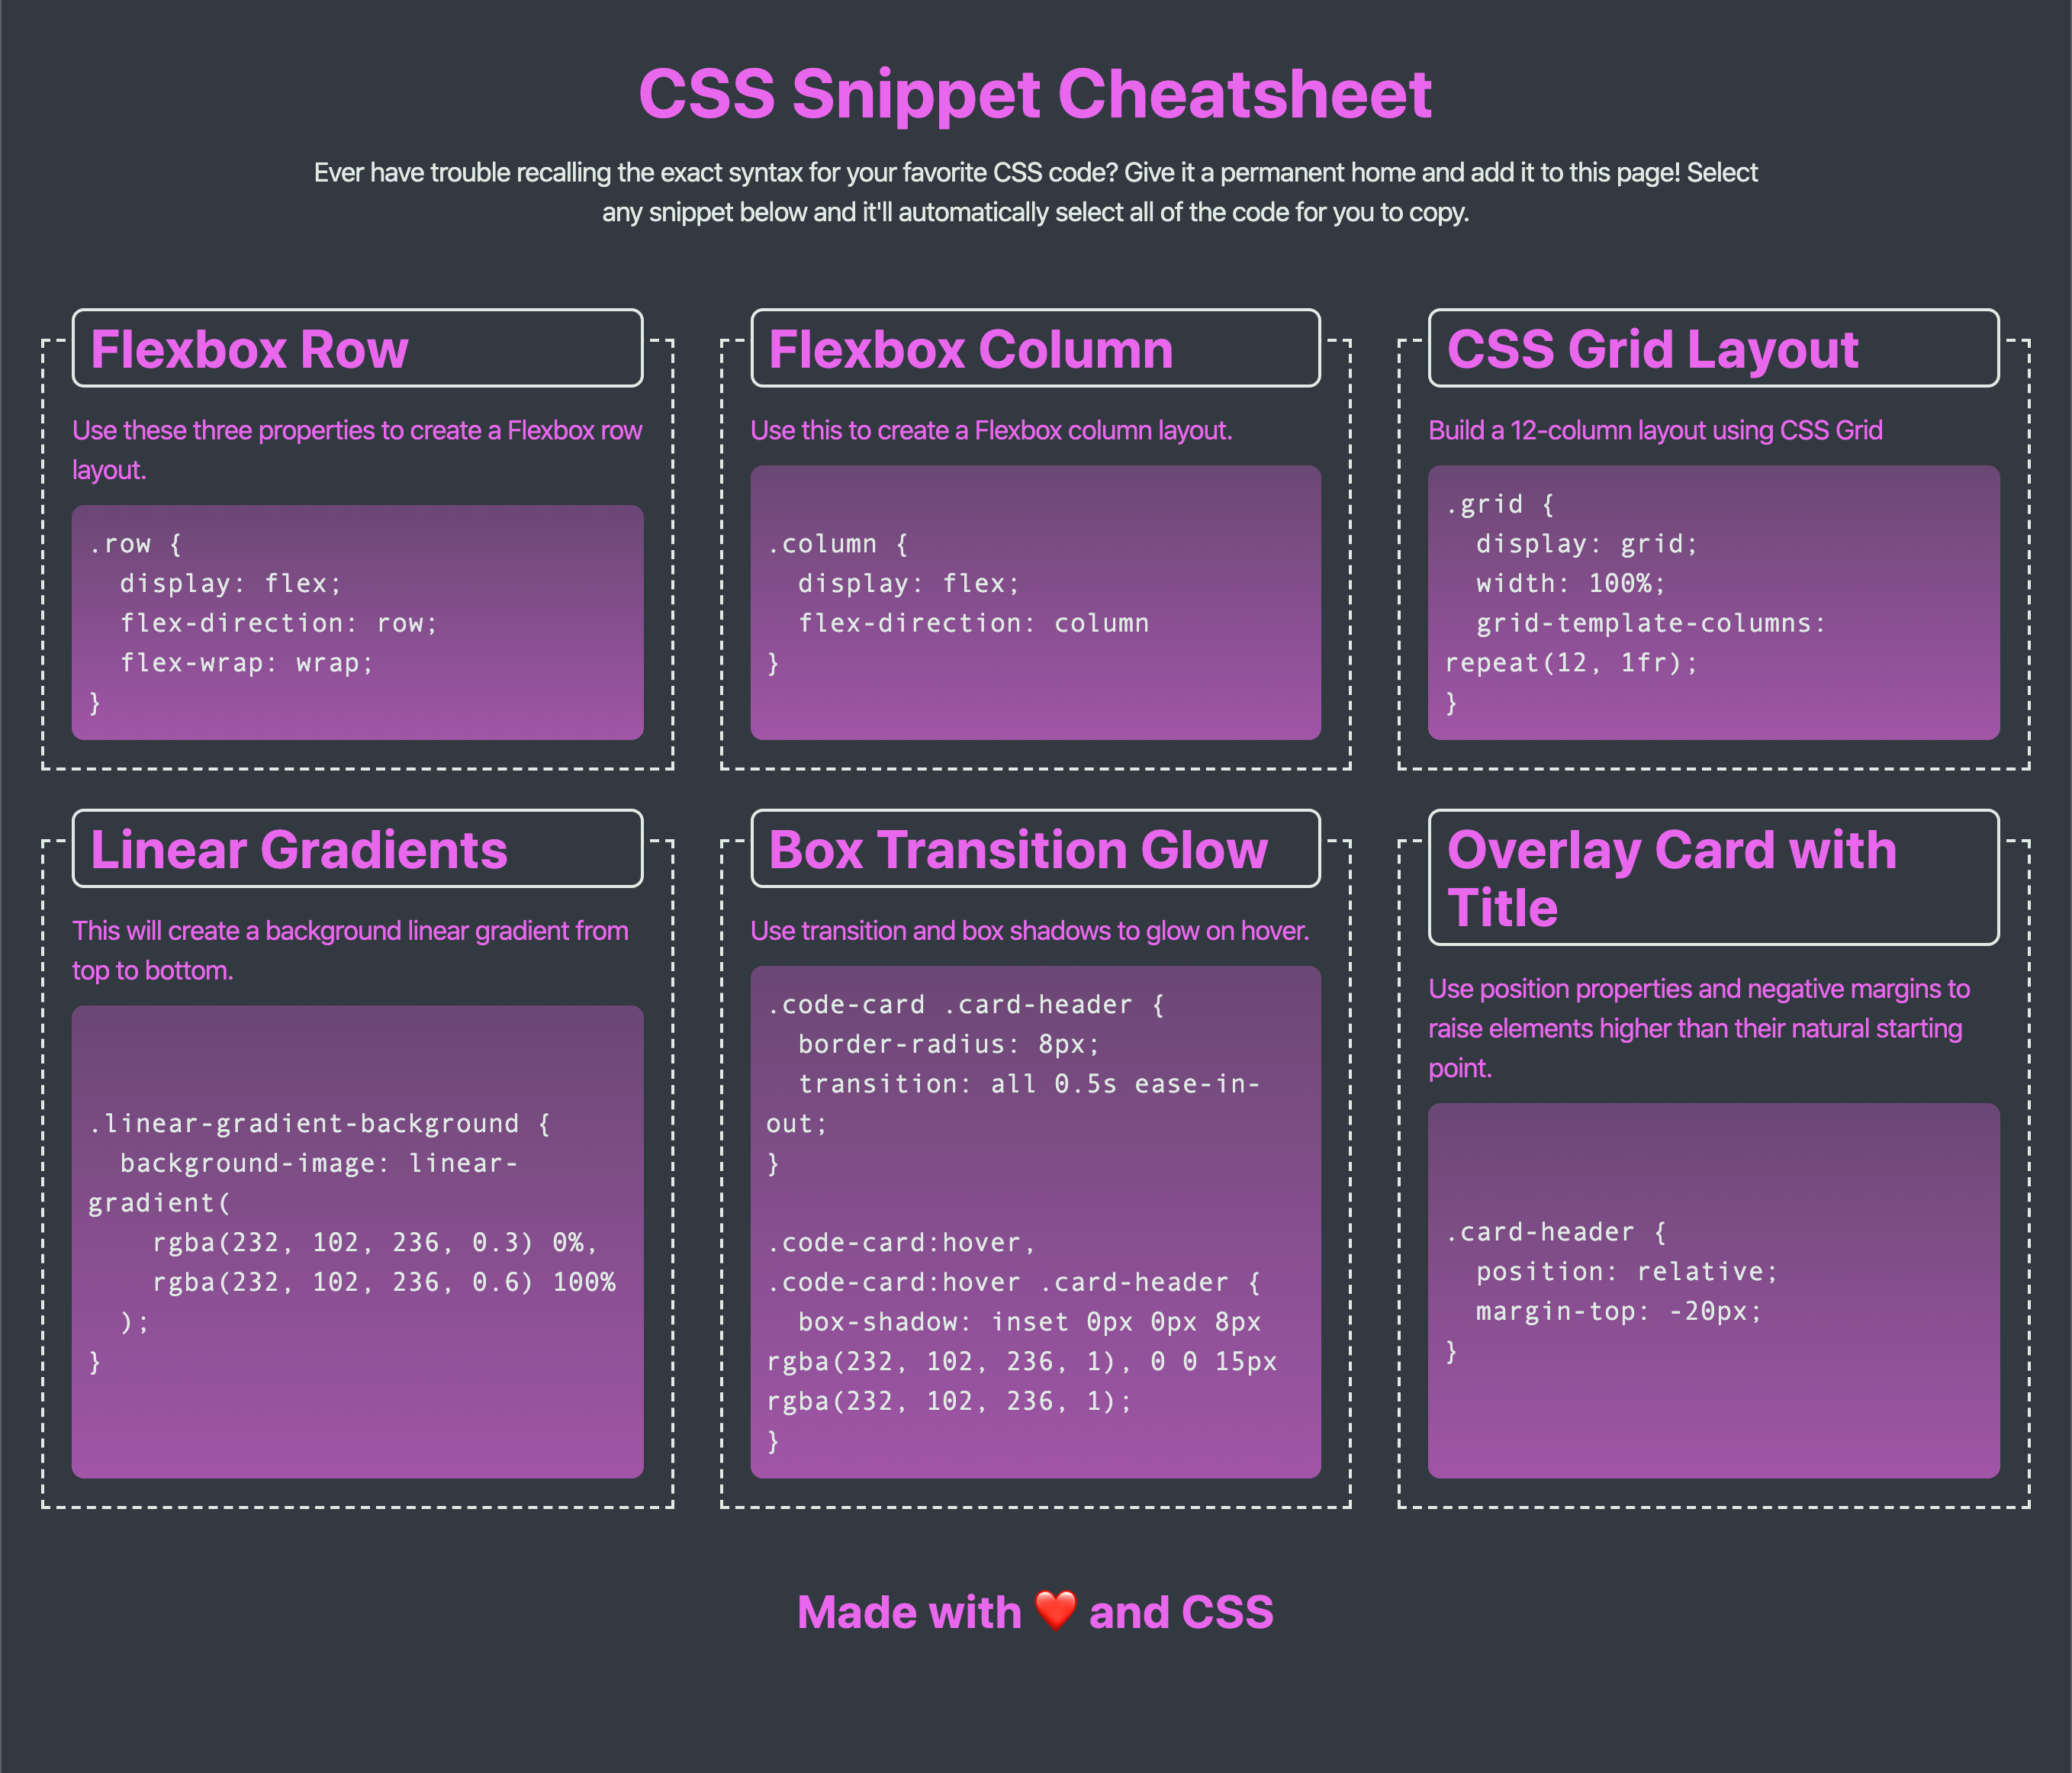 CSS Snippet Cheatsheet
Ever have trouble recalling the exact syntax for your favorite CSS code? Give it a permanent home and add it to this page! Select
any snippet below and it'll automatically select all of the code for you to copy.
Flexbox Row
Use these three properties to create a Flexbox row
layout.
.row {
  display: flex;
  flex-direction: row;
  flex-wrap: wrap;
}
Flexbox Column
Use this to create a Flexbox column layout.
.column {
  display: flex;
  flex-direction: column
}
CSS Grid Layout
Build a 12-column layout using CSS Grid
.grid {
  display: grid;
  width: 100%;
  grid-template-columns:
repeat(12, 1fr);
}
Linear Gradients
This will create a background linear gradient from
top to bottom.
.linear-gradient-background {
  background-image: linear-
gradient(
    rgba(232, 102, 236, 0.3) 0%,
    rgba(232, 102, 236, 0.6) 100%
  );
}
Box Transition Glow
Use transition and box shadows to glow on hover.
.code-card .card-header {
  border-radius: 8px;
  transition: all 0.5s ease-in-
out;
}
.code-card:hover,
.code-card:hover .card-header {
  box-shadow: inset 0px 0px 8px
rgba(232, 102, 236, 1), 0 0 15px
rgba(232, 102, 236, 1);
}
Overlay Card with
Title
Use position properties and negative margins to
raise elements higher than their natural starting
point.
.card-header {
  position: relative;
  margin-top: -20px;
}
Made with ❤️ and CSS